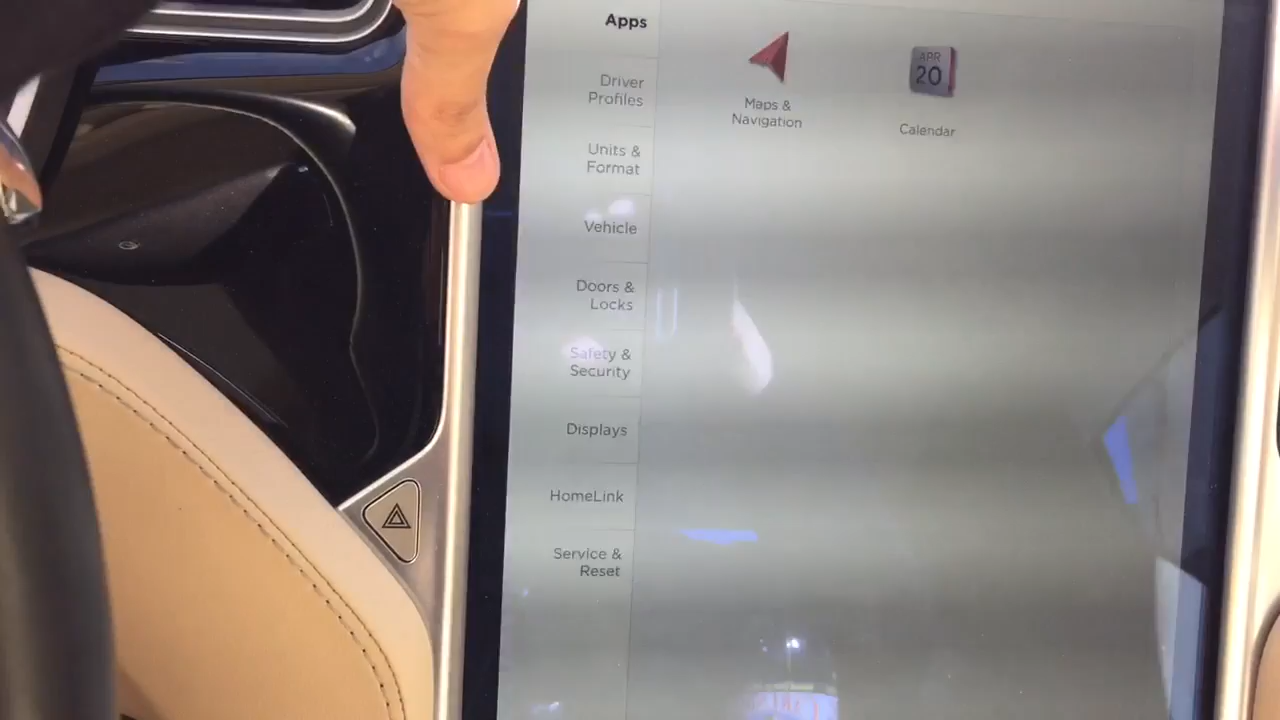 Apps
Driver
Profiles
Units &
Format
Vehicle
Doors &
Locks
Safety &
Security
Displays
HomeLink
Service &
Reset
Maps &
Navigation
APR
20
Calendar